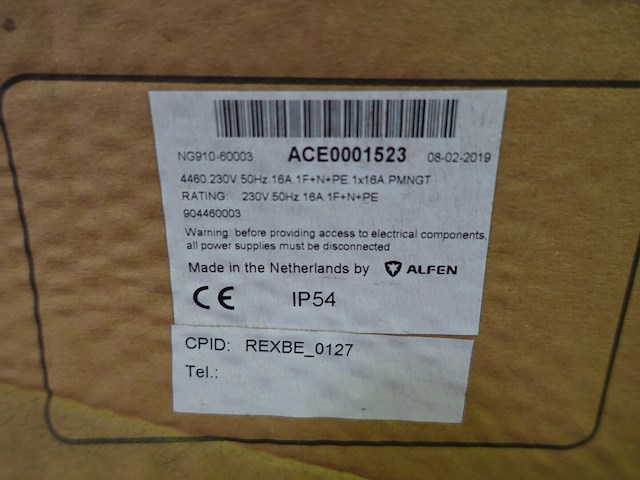 NG910-60003 ACE0001523 08-02-2019
4460.230V.50Hz.16A.1F+N+PE.1x16A.PMNGT
RATING: 230V.50Hz.16A.1F+N+PE
904460003
Warning: before providing access to electrical components,
all power supplies must be disconnected
Made in the Netherlands by ALFEN
CE IP54
CPID: REXBE_0127
Tel.: